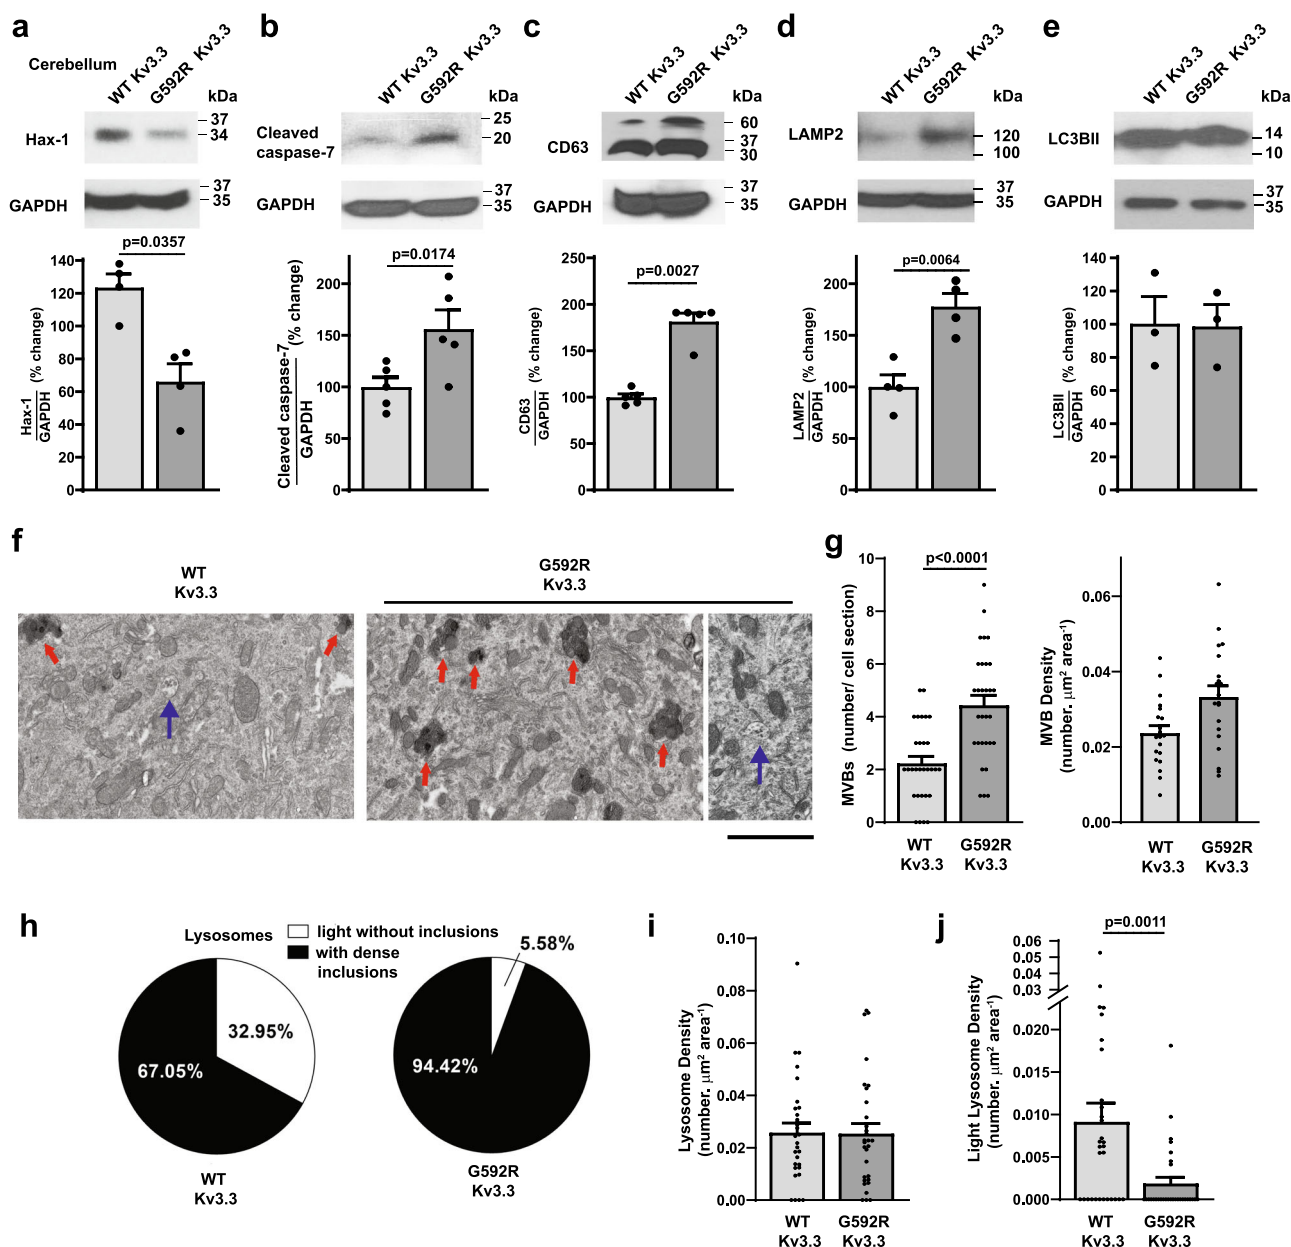 a
Cerebellum
WT Kv3.3
G592R Kv3.3
kDa
Hax-1
37
34
GAPDH
37
35
p=0.0357
Hax-1
GAPDH
(% change)
140
120
100
80
60
40
20
0
b
WT Kv3.3
G592R Kv3.3
kDa
Cleaved
caspase-7
25
20
GAPDH
37
35
p=0.0174
Cleaved caspase-7
GAPDH
(% change)
200
150
100
50
0
c
WT Kv3.3
G592R Kv3.3
kDa
CD63
60
37
30
GAPDH
37
35
p=0.0027
CD63
GAPDH
(% change)
250
200
150
100
50
0
d
WT Kv3.3
G592R Kv3.3
kDa
LAMP2
120
100
GAPDH
37
35
p=0.0064
LAMP2
GAPDH
(% change)
200
150
100
50
0
e
WT Kv3.3
G592R Kv3.3
kDa
LC3BII
14
10
GAPDH
37
35
LC3BII
GAPDH
(% change)
140
120
100
80
60
40
20
0
f
WT
Kv3.3
G592R
Kv3.3
g
p<0.0001
MVBs (number/ cell section)
10
8
6
4
2
0
WT
Kv3.3
G592R
Kv3.3
MVB Density
(number. μm² area⁻¹)
0.06
0.04
0.02
0.00
WT
Kv3.3
G592R
Kv3.3
h
Lysosomes
light without inclusions
with dense
inclusions
32.95%
67.05%
WT
Kv3.3
5.58%
94.42%
G592R
Kv3.3
i
Lysosome Density
(number. μm² area⁻¹)
0.10
0.08
0.06
0.04
0.02
0.00
WT
Kv3.3
G592R
Kv3.3
j
p=0.0011
Light Lysosome Density
(number. μm² area⁻¹)
0.06
0.05
0.04
0.03
0.020
0.015
0.010
0.005
0.000
WT
Kv3.3
G592R
Kv3.3